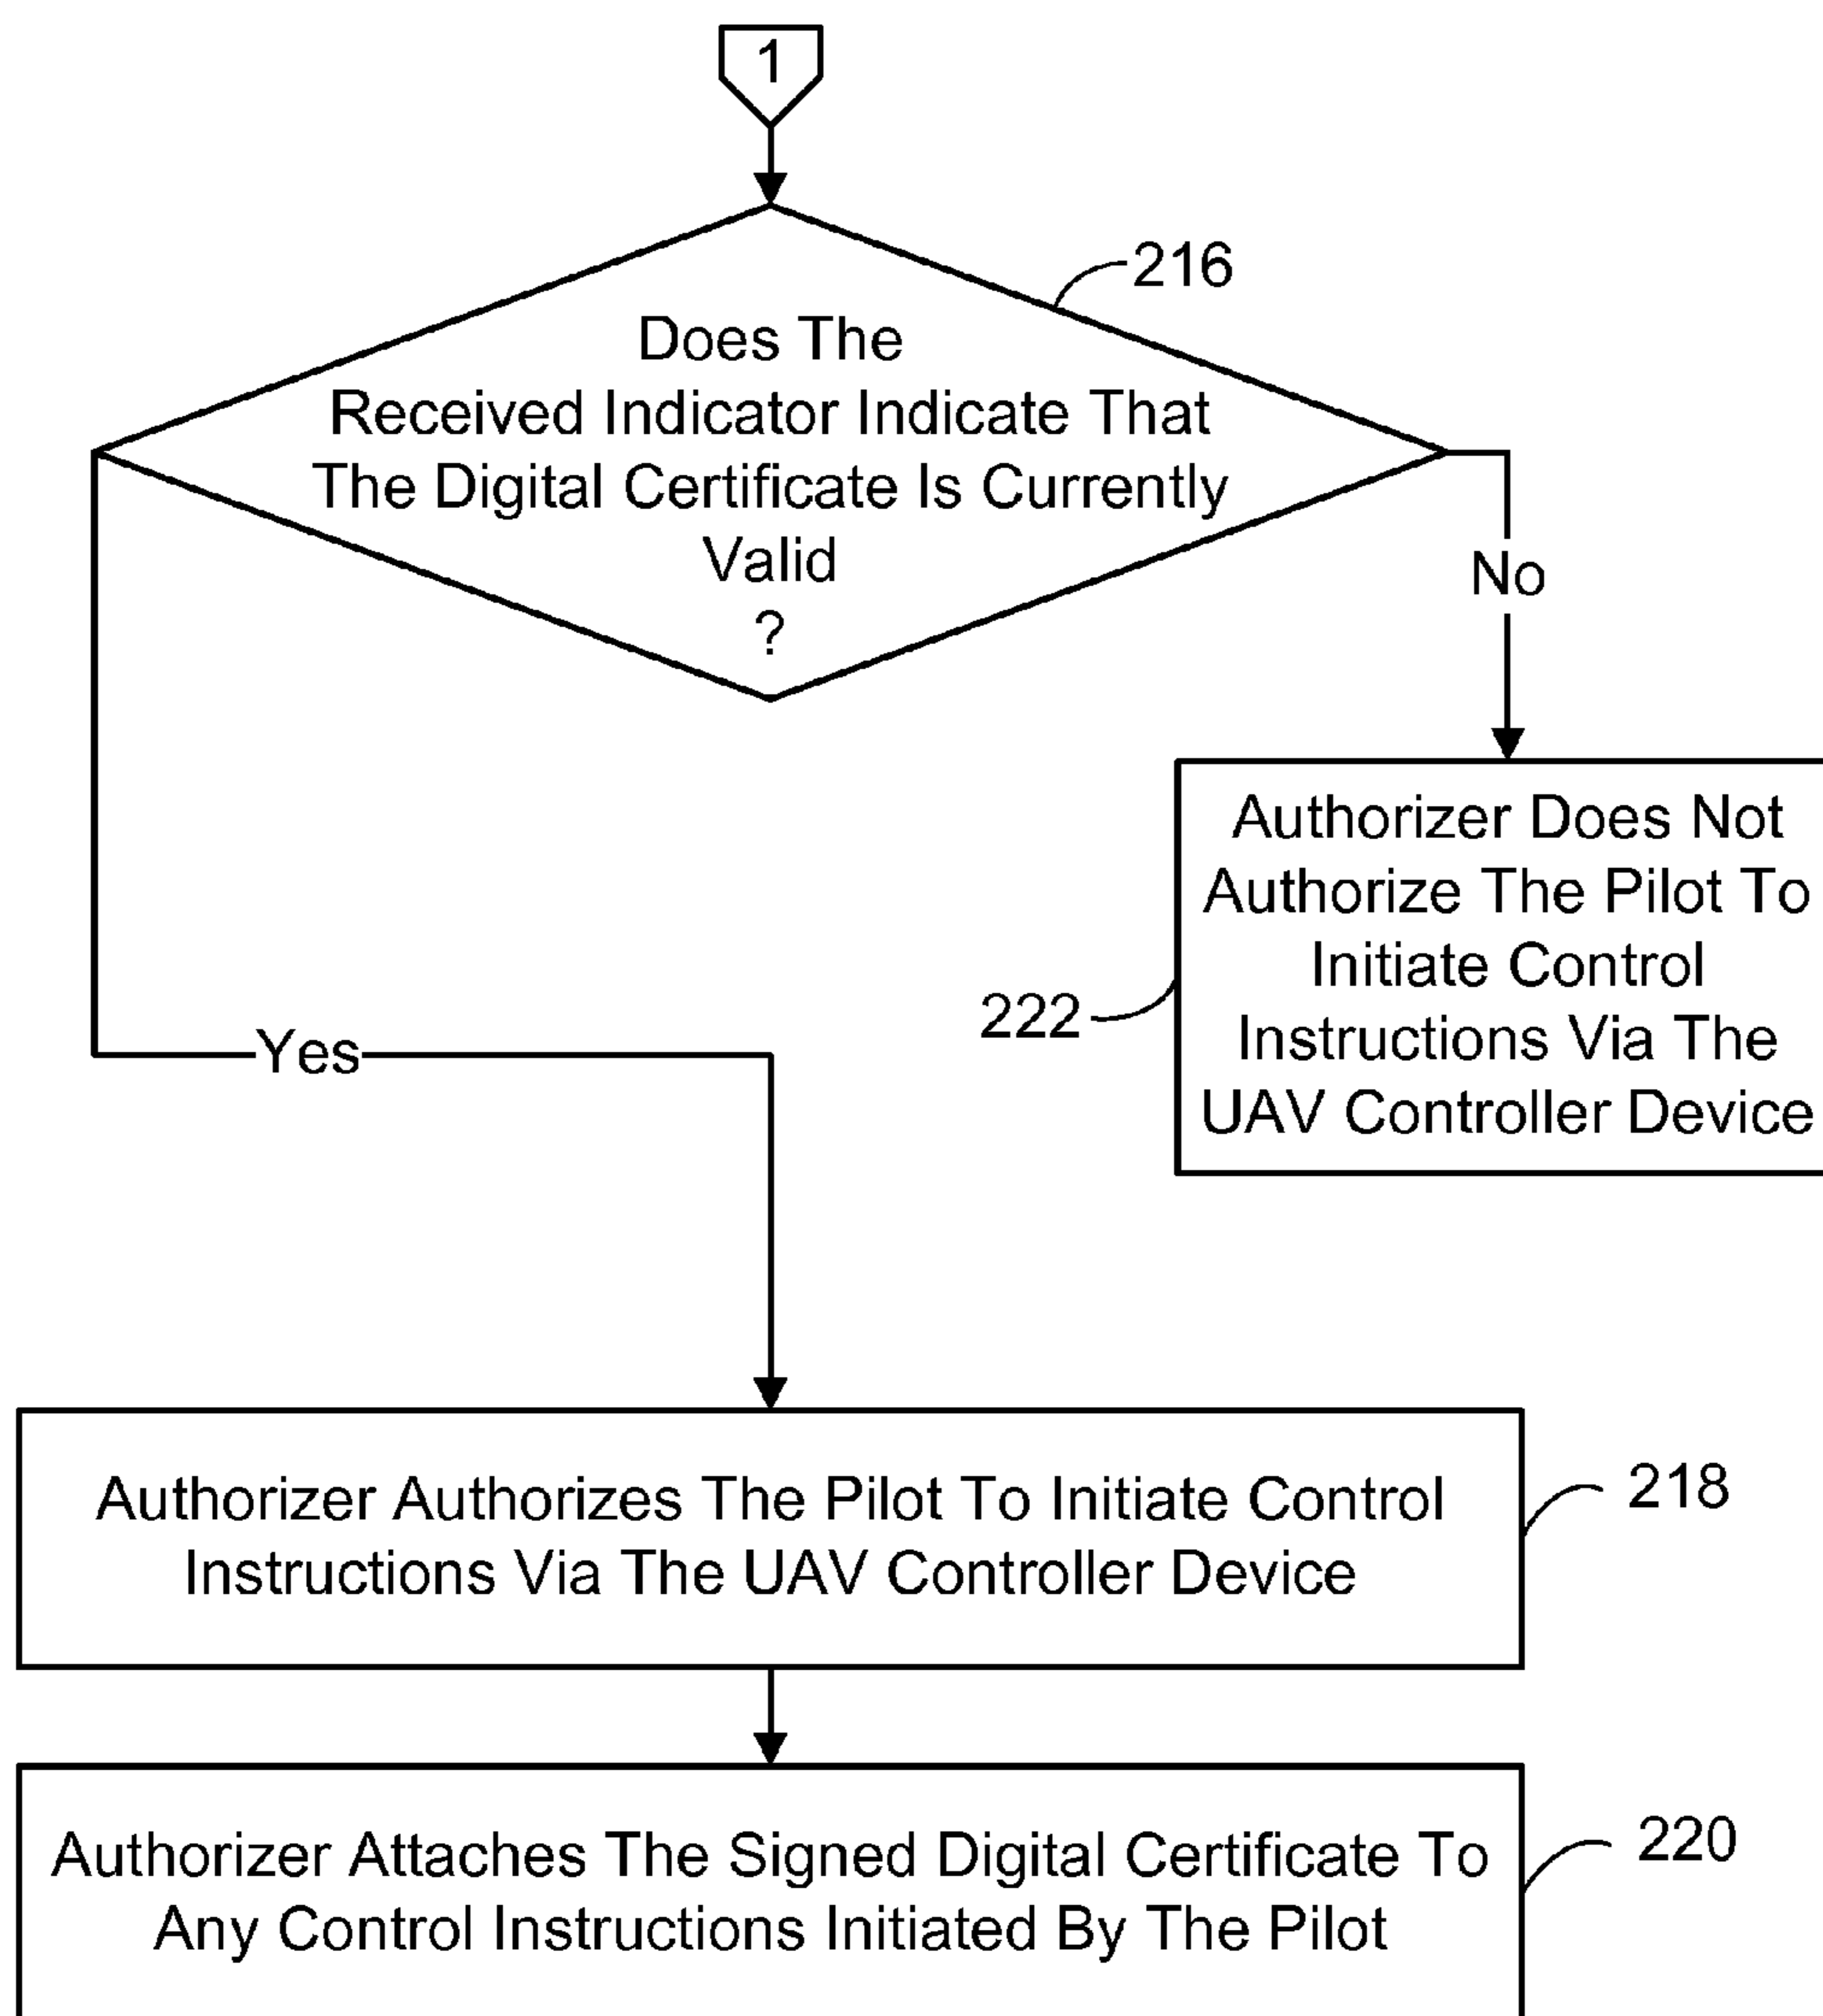 1
216
Does The
Received Indicator Indicate That
The Digital Certificate Is Currently
Valid
?
No
Authorizer Does Not
Authorize The Pilot To
Initiate Control
Instructions Via The
UAV Controller Device
222
Yes
Authorizer Authorizes The Pilot To Initiate Control
Instructions Via The UAV Controller Device
218
Authorizer Attaches The Signed Digital Certificate To
Any Control Instructions Initiated By The Pilot
220